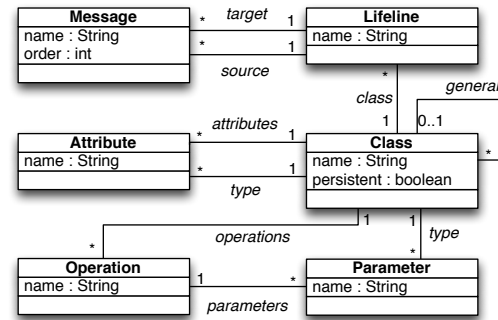 Message
name : String
order : int
* target 1
* 1
source
Lifeline
name : String
*
class
1
general
0..1
Attribute
name : String
* attributes 1
* 1
type
Class
name : String
persistent : boolean
*
1
operations
*
1
type
*
Operation
name : String
1 *
parameters
Parameter
name : String